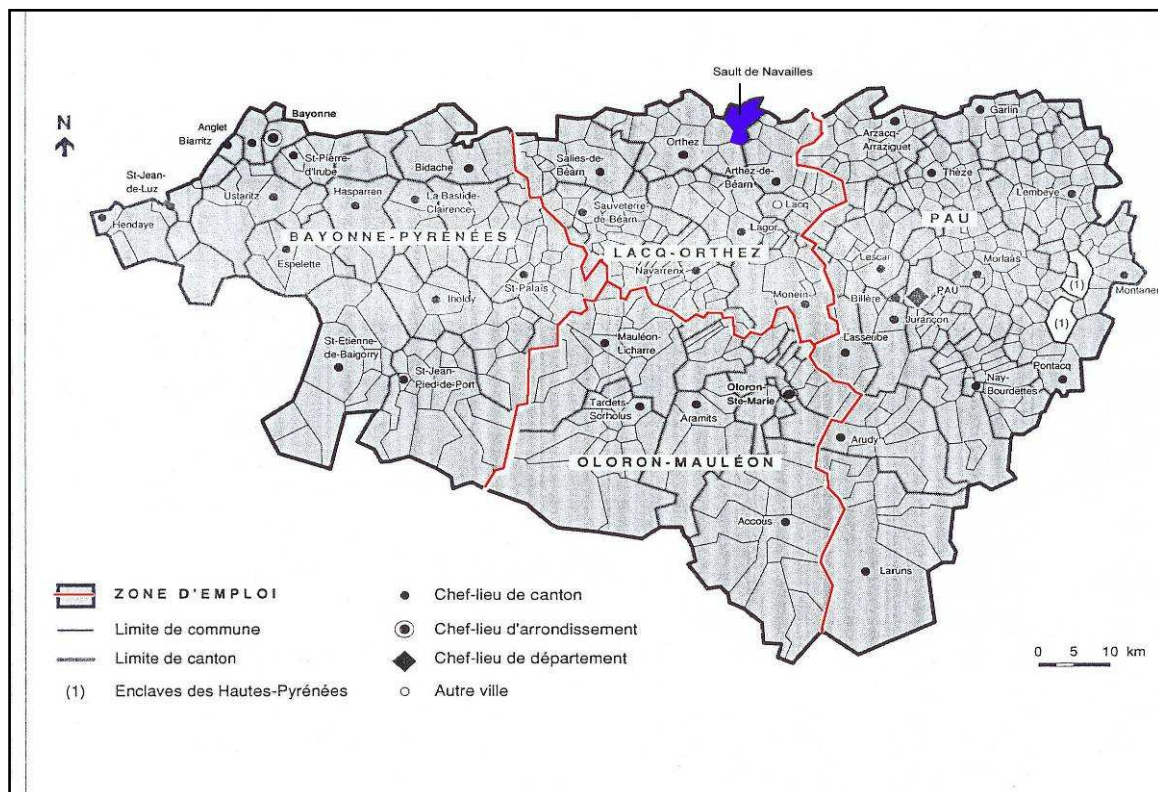 Sault de Navailles
N
Garlin
Bayonne
Anglet
Biarritz
Arzacq-
Arraziguet
Orthez
St-Pierre-
d'Irube
Bidache
Salies-de-
Béarn
Arthez-de-
Béarn
Thèze
St-Jean-
de-Luz
Ustaritz
Hasparren
La Bastide-
Clairence
Lembeye
Sauveterre-
de-Béarn
Lacq
PAU
Hendaye
BAYONNE-PYRÉNÉES
Lagor
LACQ-ORTHEZ
Espelette
Navarrenx
Lescar
Morlaàs
St-Palais
(1)
Montaner
Iholdy
Monein
Billère
PAU
Jurançon
(1)
St-Etienne-
de-Baigorry
Mauléon-
Licharre
Lasseube
St-Jean-
Pied-de-Port
Oloron-
Ste-Marie
Pontacq
Nay-
Bourdettes
Tardets
Sorholus
Aramits
Arudy
OLORON-MAULÉON
Accous
Laruns
ZONE D'EMPLOI
Limite de commune
Limite de canton
(1) Enclaves des Hautes-Pyrénées
Chef-lieu de canton
Chef-lieu d'arrondissement
Chef-lieu de département
Autre ville
0 5 10 km